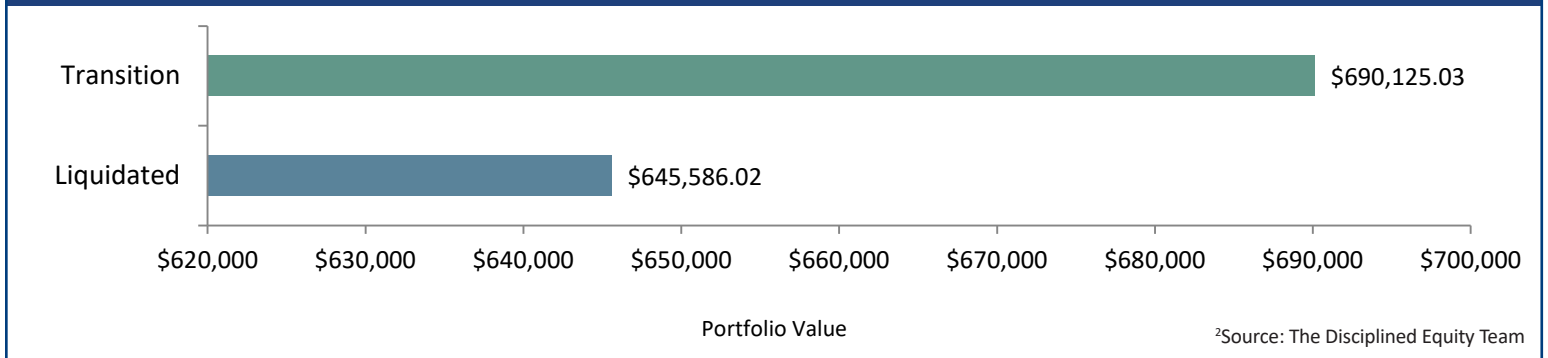 Transition
$690,125.03
Liquidated
$645,586.02
$620,000 $630,000 $640,000 $650,000 $660,000 $670,000 $680,000 $690,000 $700,000
Portfolio Value
²Source: The Disciplined Equity Team